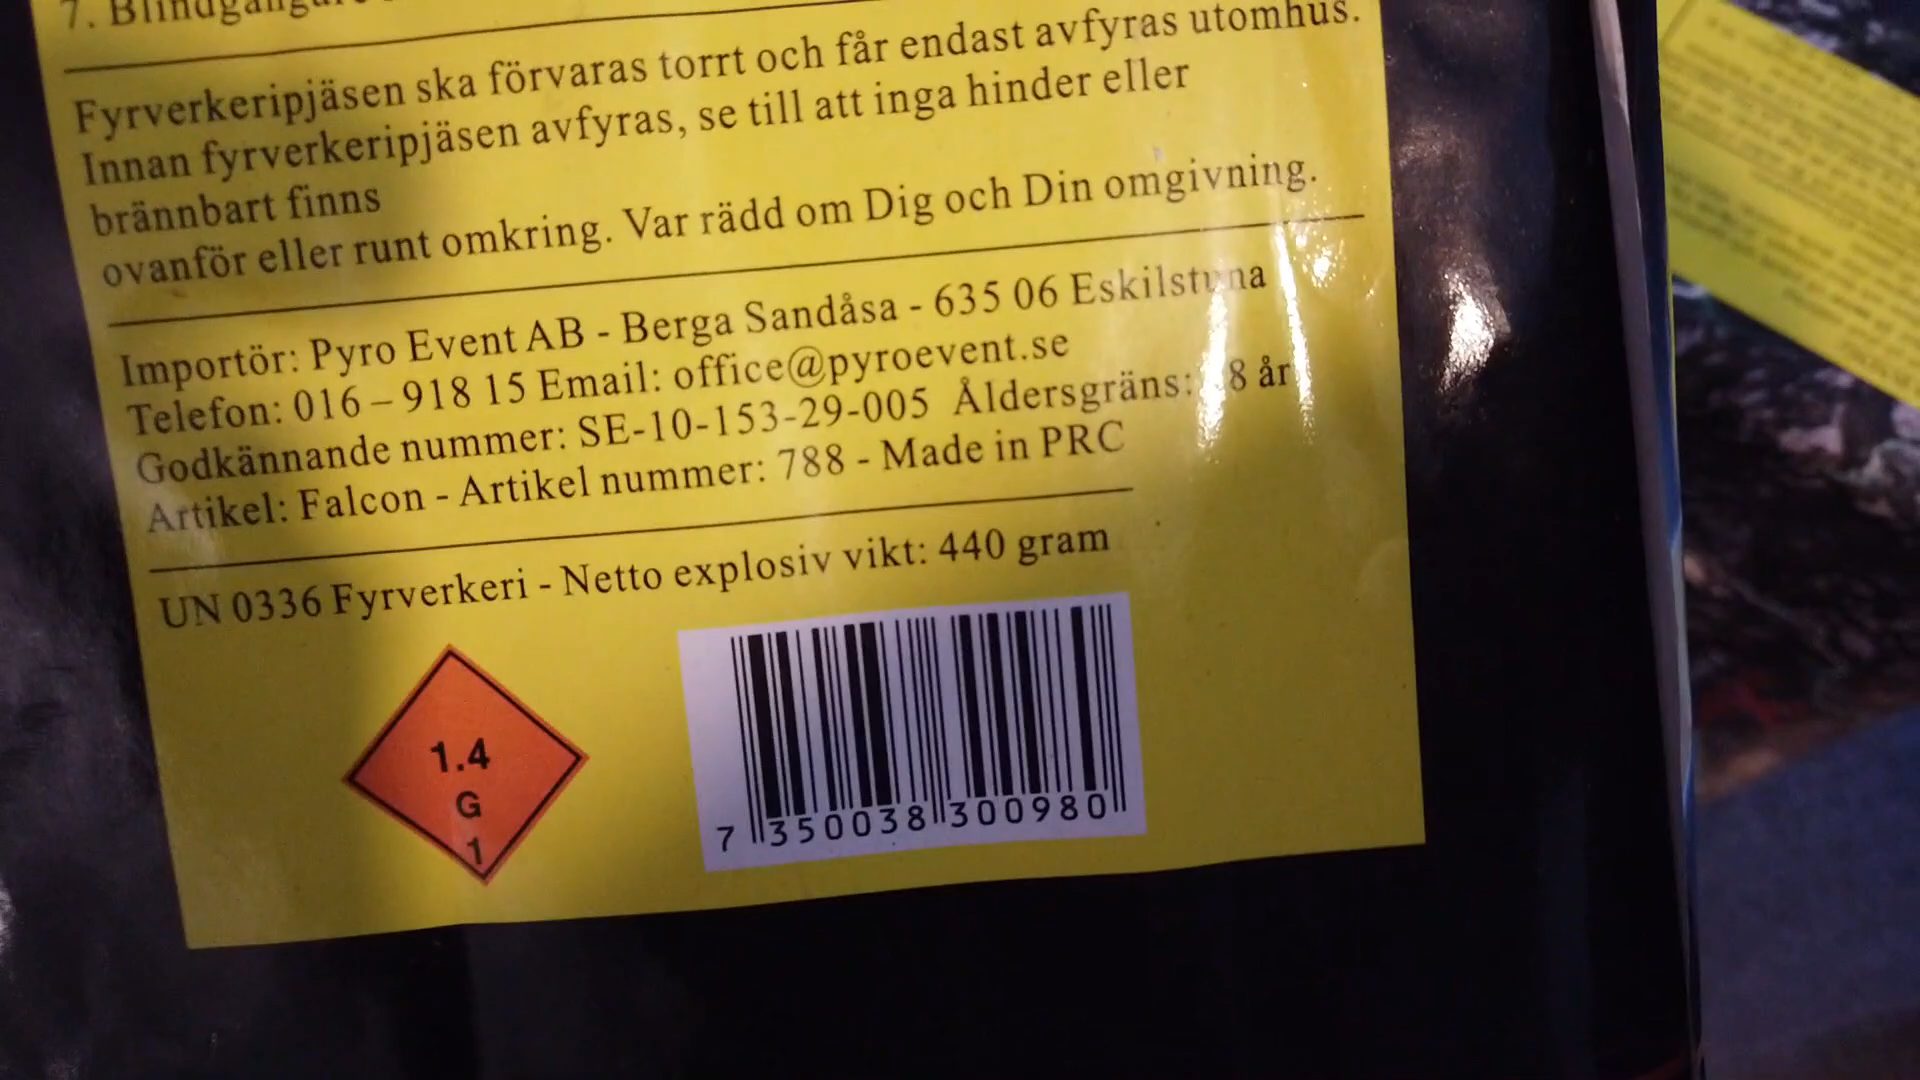 7. Blindgångare
Fyrverkeripjäsen ska förvaras torrt och får endast avfyras utomhus.
Innan fyrverkeripjäsen avfyras, se till att inga hinder eller
brännbart finns
ovanför eller runt omkring. Var rädd om Dig och Din omgivning.
Importör: Pyro Event AB - Berga Sandåsa - 635 06 Eskilstuna
Telefon: 016 – 918 15 Email: office@pyroevent.se
Godkännande nummer: SE-10-153-29-005 Åldersgräns: 8 år
Artikel: Falcon - Artikel nummer: 788 - Made in PRC
UN 0336 Fyrverkeri - Netto explosiv vikt: 440 gram
1.4
G
1
7 350038 300980